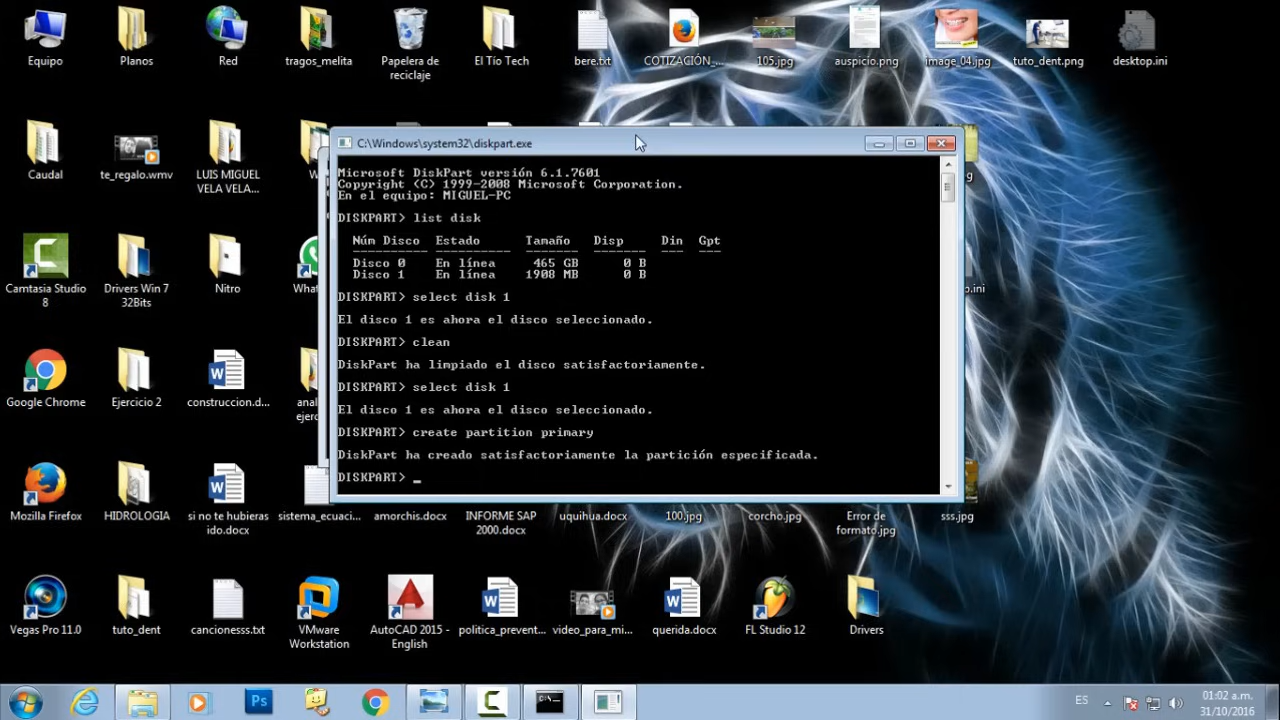 Equipo
Planos
Red
tragos_melita
Papelera de
reciclaje
El Tío Tech
bere.txt
COTIZACIÓN_...
105.jpg
auspicio.png
image_04.jpg
tuto_dent.png
desktop.ini
Caudal
te_regalo.wmv
LUIS MIGUEL
VELA VELA...
Camtasia Studio
8
Drivers Win 7
32Bits
Nitro
Google Chrome
Ejercicio 2
construccion.d...
Mozilla Firefox
HIDROLOGIA
si no te hubieras
ido.docx
sistema_ecuaci...
amorchis.docx
INFORME SAP
2000.docx
uquihua.docx
100.jpg
corcho.jpg
Error de
formato.jpg
sss.jpg
Vegas Pro 11.0
tuto_dent
cancionesss.txt
VMware
Workstation
AutoCAD 2015 -
English
politica_prevent...
video_para_mi...
querida.docx
FL Studio 12
Drivers
C:\Windows\system32\diskpart.exe
Microsoft DiskPart versión 6.1.7601
Copyright (C) 1999-2008 Microsoft Corporation.
En el equipo: MIGUEL-PC
DISKPART> list disk
Núm Disco Estado Tamaño Disp Din Gpt
Disco 0 En línea 465 GB 0 B
Disco 1 En línea 1908 MB 0 B
DISKPART> select disk 1
El disco 1 es ahora el disco seleccionado.
DISKPART> clean
DiskPart ha limpiado el disco satisfactoriamente.
DISKPART> select disk 1
El disco 1 es ahora el disco seleccionado.
DISKPART> create partition primary
DiskPart ha creado satisfactoriamente la partición especificada.
DISKPART> _
Ps
ES
01:02 a.m.
31/10/2016